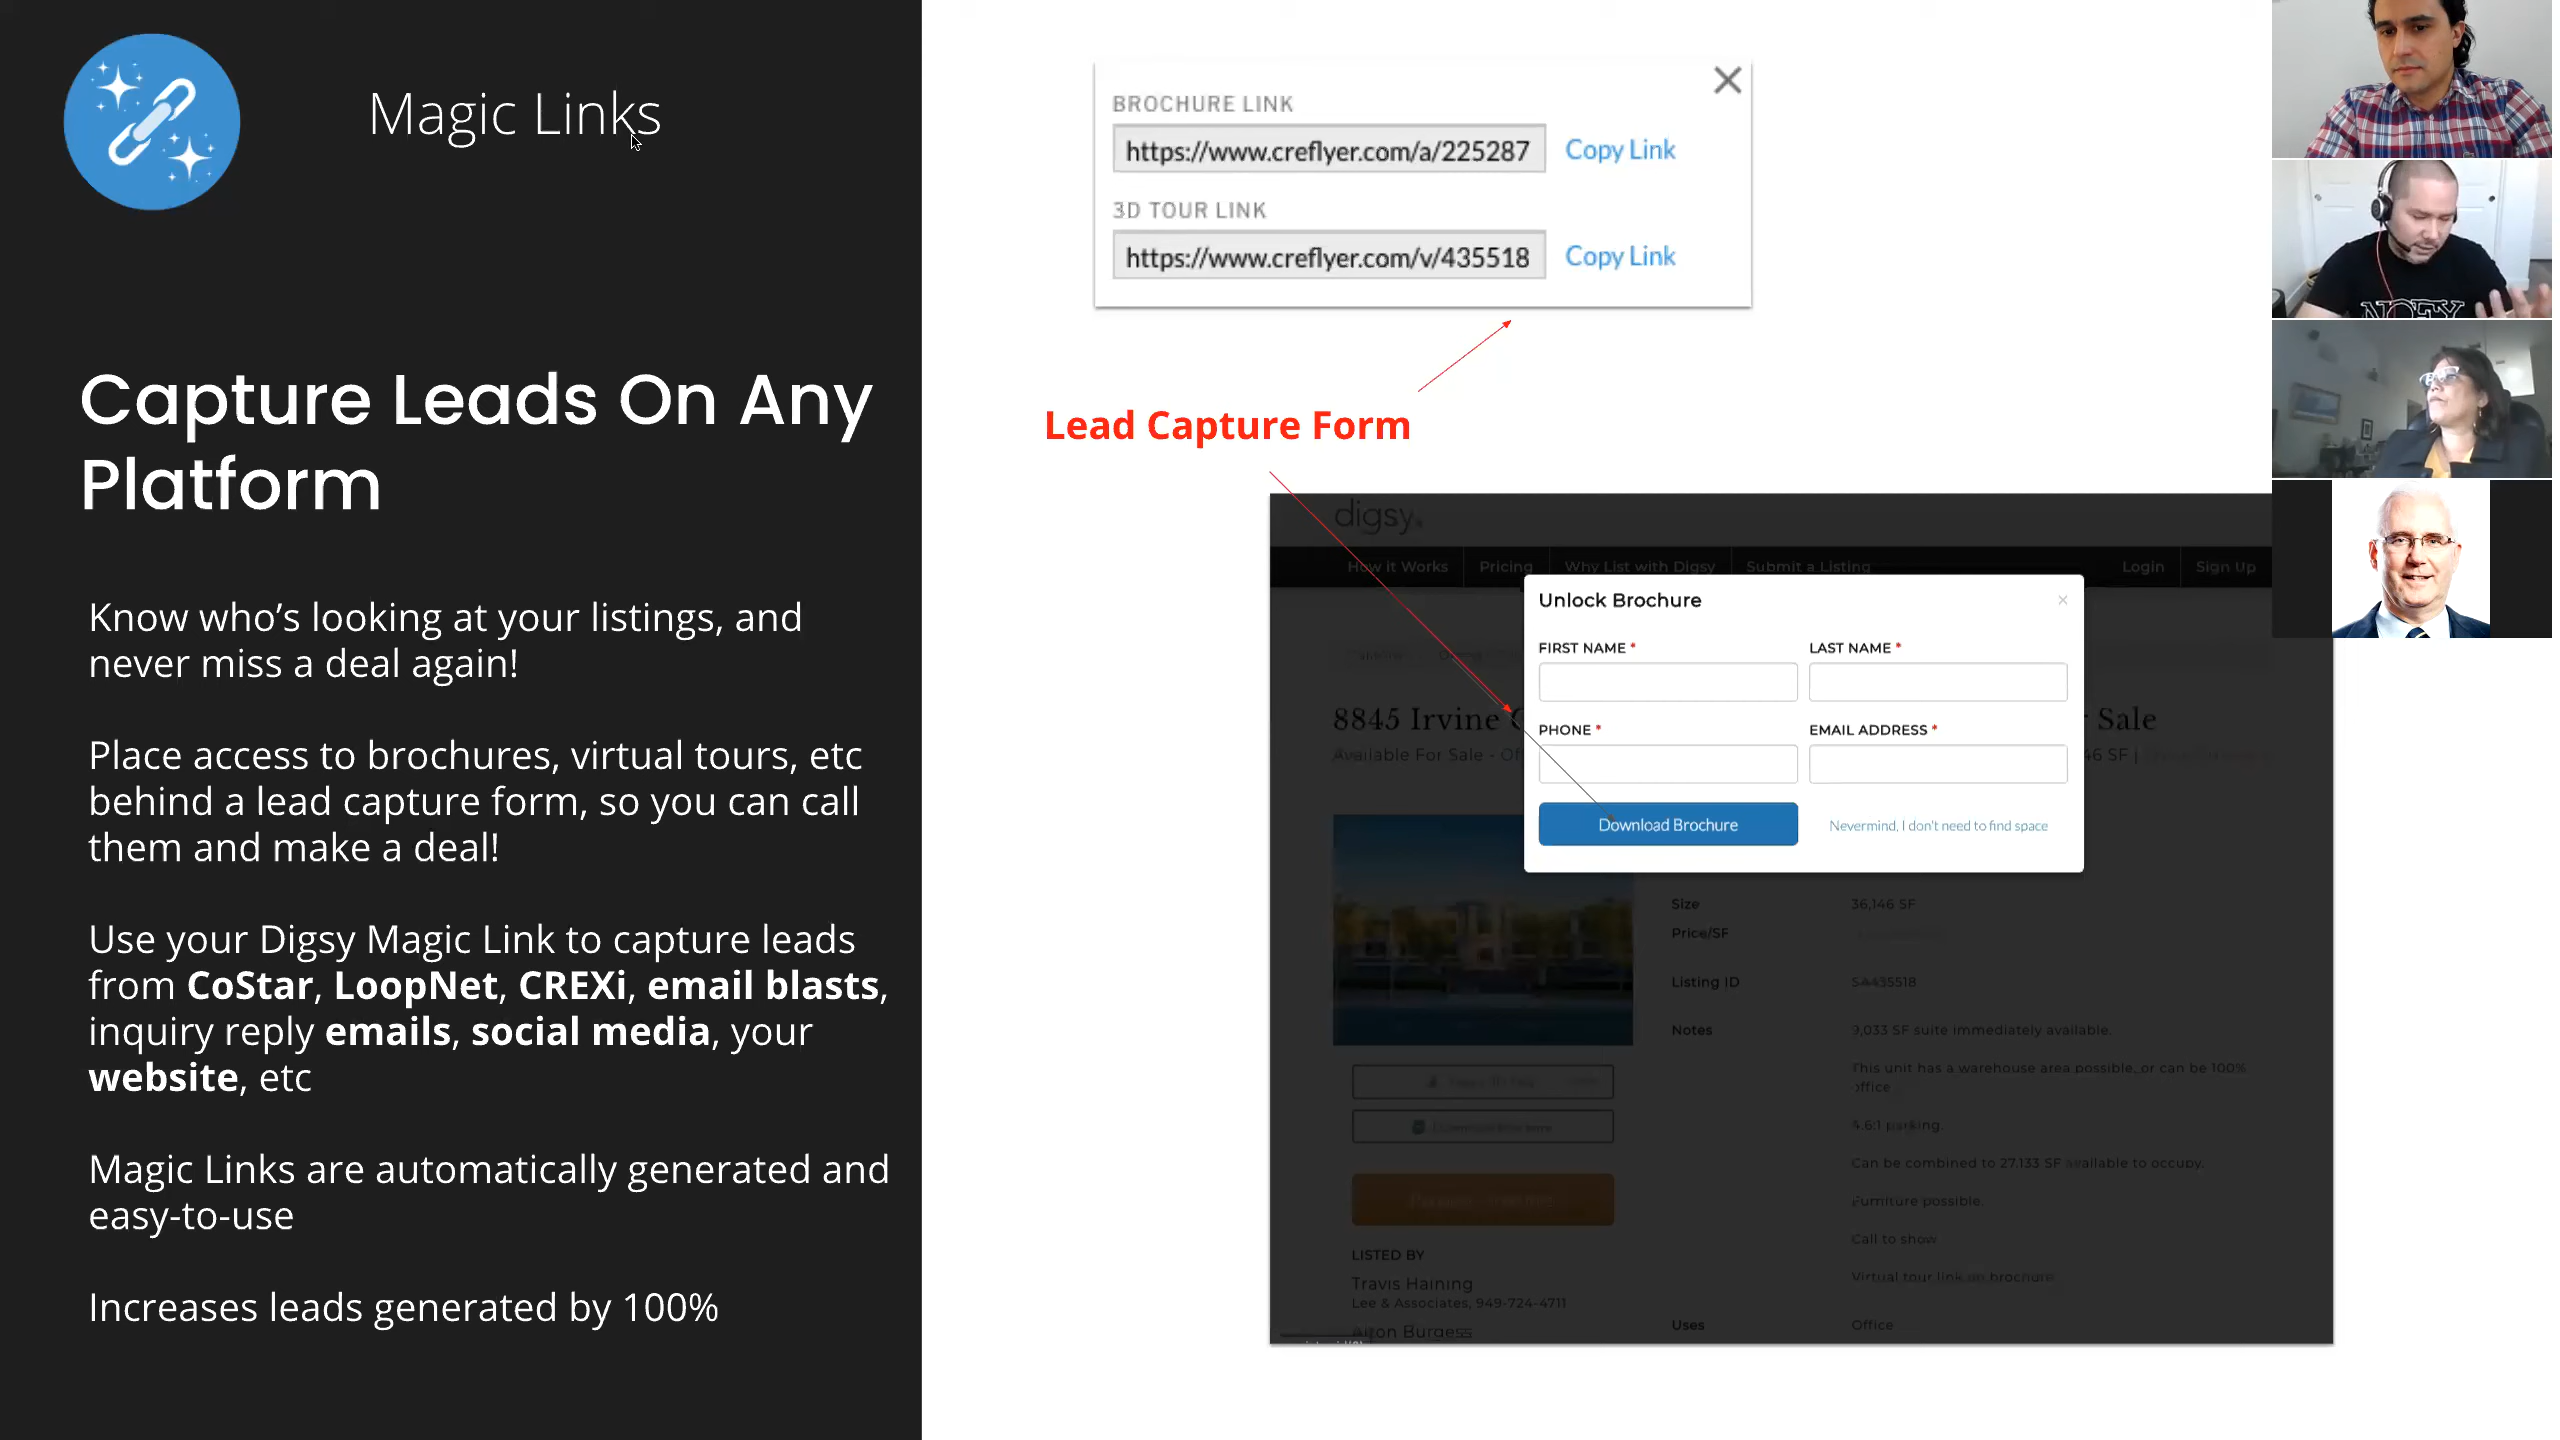 Magic Links
Capture Leads On Any
Platform
Know who’s looking at your listings, and
never miss a deal again!
Place access to brochures, virtual tours, etc
behind a lead capture form, so you can call
them and make a deal!
Use your Digsy Magic Link to capture leads
from CoStar, LoopNet, CREXi, email blasts,
inquiry reply emails, social media, your
website, etc
Magic Links are automatically generated and
easy-to-use
Increases leads generated by 100%
BROCHURE LINK
https://www.creflyer.com/a/225287 Copy Link
3D TOUR LINK
https://www.creflyer.com/v/435518 Copy Link
Lead Capture Form
digsy
How it Works Pricing Why List with Digsy Submit a Listing Login Sign Up
Unlock Brochure
FIRST NAME * LAST NAME *
8845 Irvine Sale
PHONE * EMAIL ADDRESS *
Available For Sale - 46 SF |
Download Brochure Nevermind, I don't need to find space
Size 36,146 SF
Price/SF
Listing ID SA435518
Notes 9,033 SF suite immediately available.
This unit has a warehouse area possible, or can be 100%
office
4.6:1 parking.
Can be combined to 27,133 SF available to occupy.
Furniture possible.
Call to show
Virtual tour link on brochure
LISTED BY
Travis Haining
Lee & Associates, 949-724-4711
Alton Burgess
Uses Office